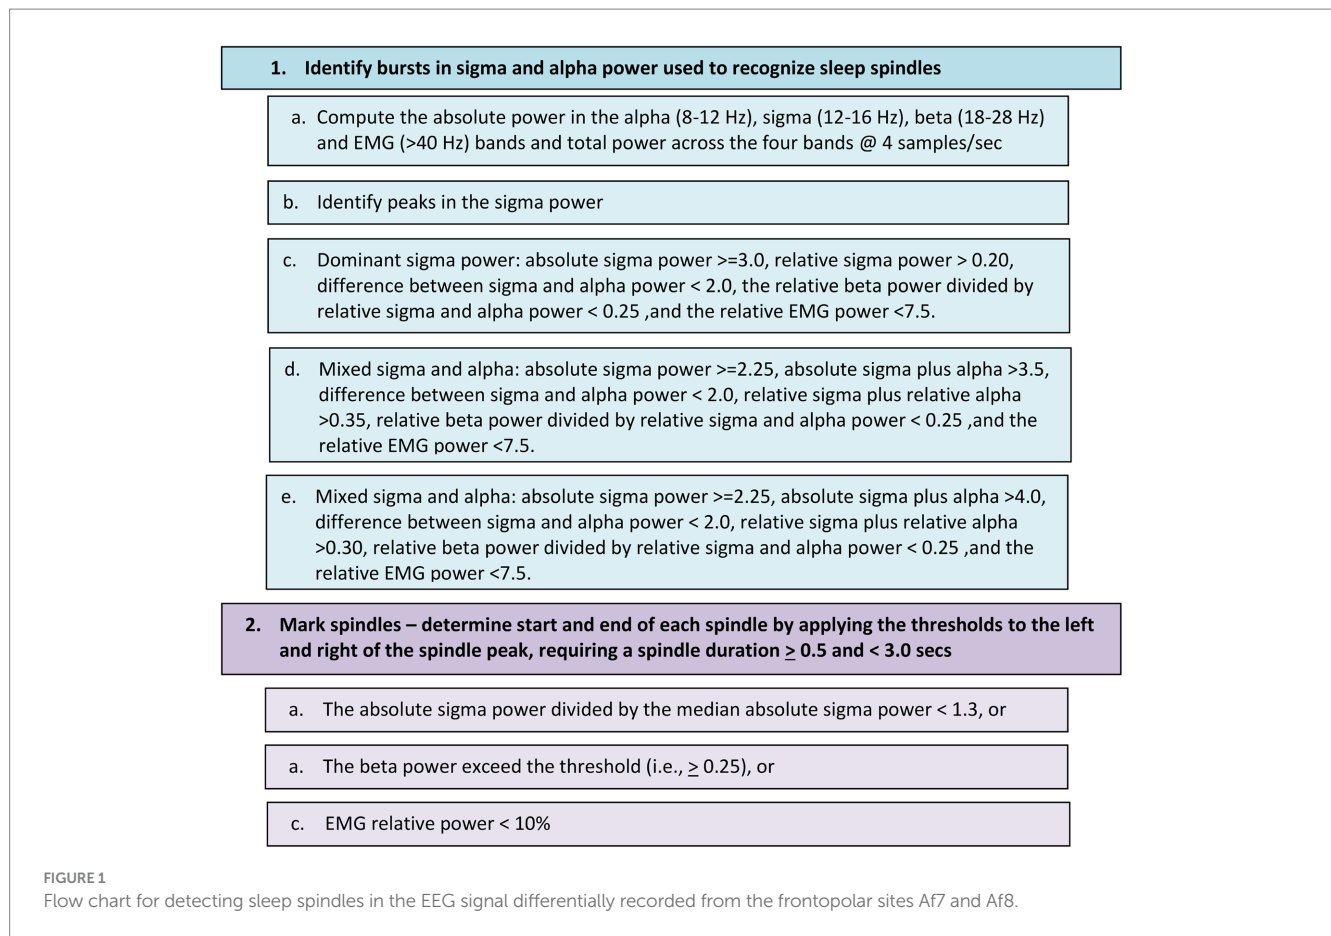 1. Identify bursts in sigma and alpha power used to recognize sleep spindles
a. Compute the absolute power in the alpha (8-12 Hz), sigma (12-16 Hz), beta (18-28 Hz)
and EMG (>40 Hz) bands and total power across the four bands @ 4 samples/sec
b. Identify peaks in the sigma power
c. Dominant sigma power: absolute sigma power >=3.0, relative sigma power > 0.20,
difference between sigma and alpha power < 2.0, the relative beta power divided by
relative sigma and alpha power < 0.25 ,and the relative EMG power <7.5.
d. Mixed sigma and alpha: absolute sigma power >=2.25, absolute sigma plus alpha >3.5,
difference between sigma and alpha power < 2.0, relative sigma plus relative alpha
>0.35, relative beta power divided by relative sigma and alpha power < 0.25 ,and the
relative EMG power <7.5.
e. Mixed sigma and alpha: absolute sigma power >=2.25, absolute sigma plus alpha >4.0,
difference between sigma and alpha power < 2.0, relative sigma plus relative alpha
>0.30, relative beta power divided by relative sigma and alpha power < 0.25 ,and the
relative EMG power <7.5.
2. Mark spindles – determine start and end of each spindle by applying the thresholds to the left
and right of the spindle peak, requiring a spindle duration ≥ 0.5 and < 3.0 secs
a. The absolute sigma power divided by the median absolute sigma power < 1.3, or
a. The beta power exceed the threshold (i.e., ≥ 0.25), or
c. EMG relative power < 10%
FIGURE 1
Flow chart for detecting sleep spindles in the EEG signal differentially recorded from the frontopolar sites Af7 and Af8.